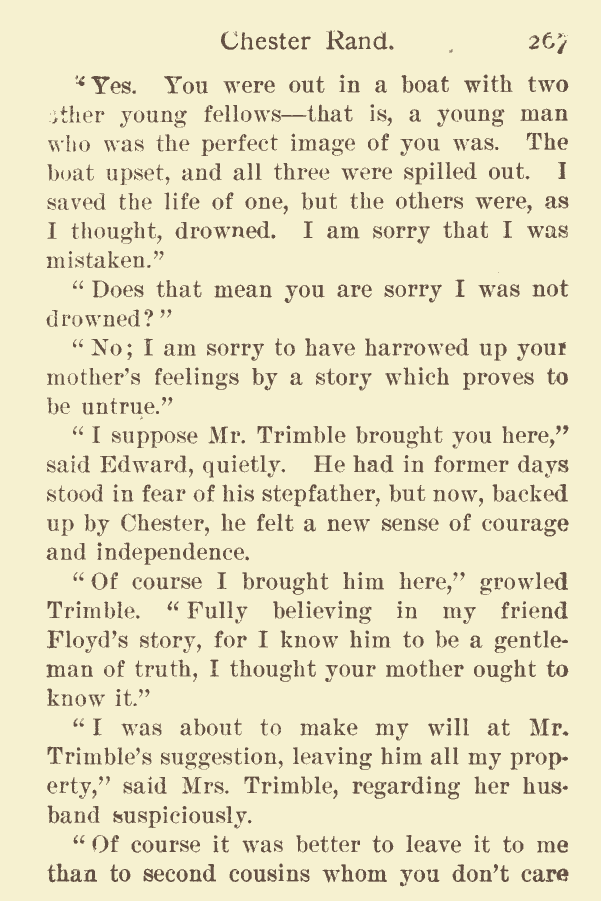 Chester Rand. 267
"Yes. You were out in a boat with two
other young fellows—that is, a young man
who was the perfect image of you was. The
boat upset, and all three were spilled out. I
saved the life of one, but the others were, as
I thought, drowned. I am sorry that I was
mistaken."
"Does that mean you are sorry I was not
drowned?"
"No; I am sorry to have harrowed up your
mother's feelings by a story which proves to
be untrue."
"I suppose Mr. Trimble brought you here,"
said Edward, quietly. He had in former days
stood in fear of his stepfather, but now, backed
up by Chester, he felt a new sense of courage
and independence.
"Of course I brought him here," growled
Trimble. "Fully believing in my friend
Floyd's story, for I know him to be a gentle-
man of truth, I thought your mother ought to
know it."
"I was about to make my will at Mr.
Trimble's suggestion, leaving him all my prop-
erty," said Mrs. Trimble, regarding her hus-
band suspiciously.
"Of course it was better to leave it to me
than to second cousins whom you don't care